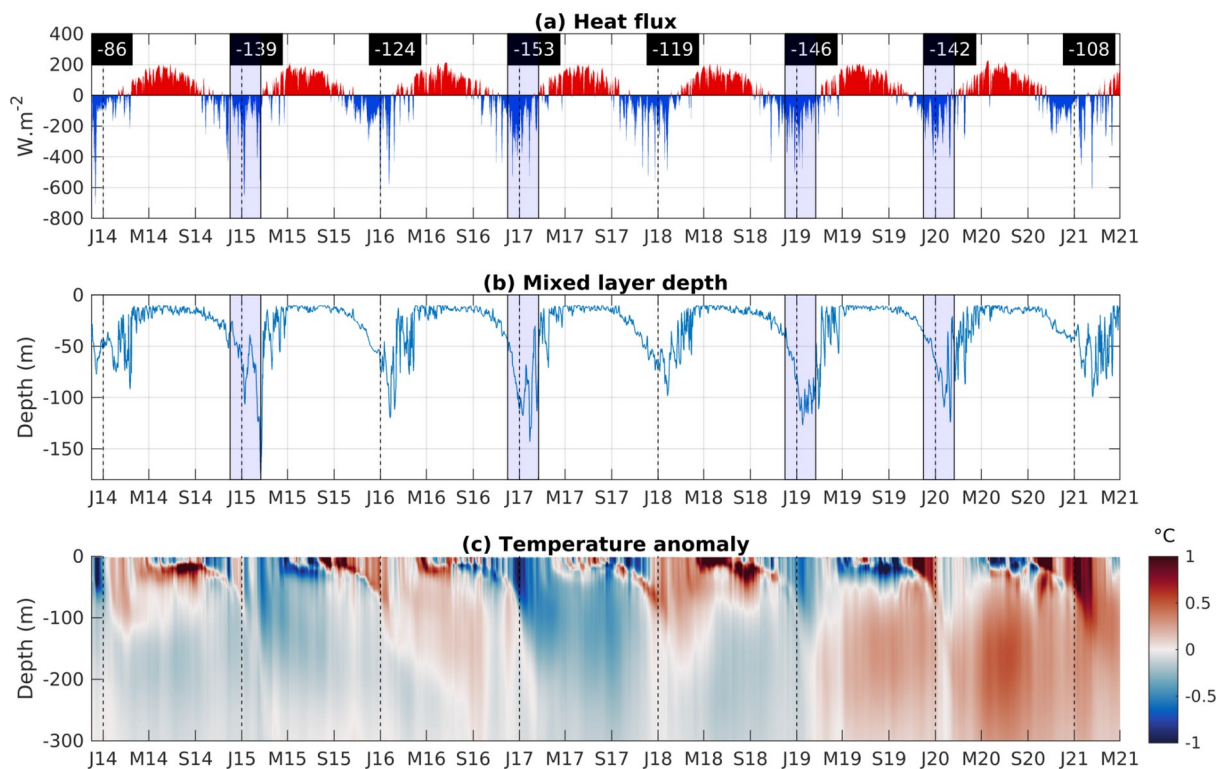 (a) Heat flux
400
200
0
-200
-400
-600
-800
W.m-2
-86 -139 -124 -153 -119 -146 -142 -108
J14 M14 S14 J15 M15 S15 J16 M16 S16 J17 M17 S17 J18 M18 S18 J19 M19 S19 J20 M20 S20 J21 M21
(b) Mixed layer depth
0
-50
-100
-150
Depth (m)
J14 M14 S14 J15 M15 S15 J16 M16 S16 J17 M17 S17 J18 M18 S18 J19 M19 S19 J20 M20 S20 J21 M21
(c) Temperature anomaly
0
-100
-200
-300
Depth (m)
J14 M14 S14 J15 M15 S15 J16 M16 S16 J17 M17 S17 J18 M18 S18 J19 M19 S19 J20 M20 S20 J21 M21
°C
1
0.5
0
-0.5
-1